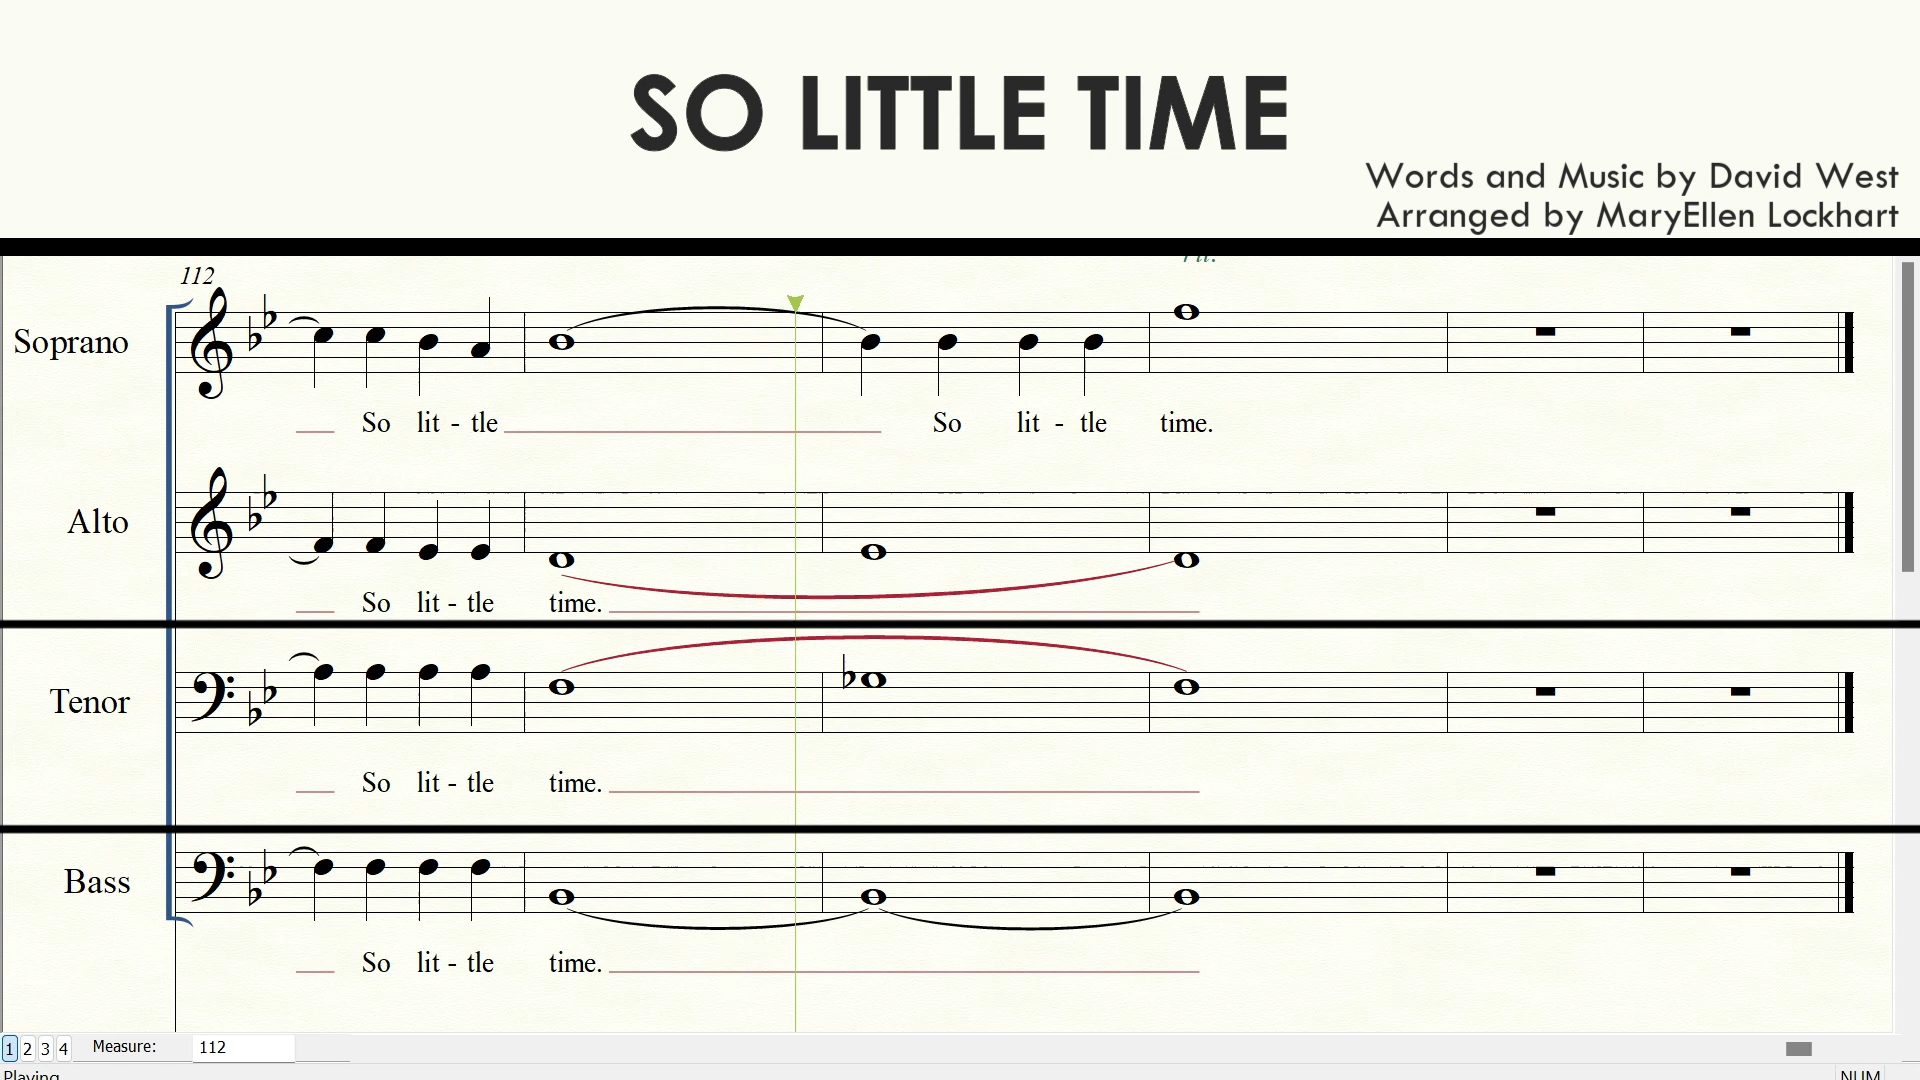 SO LITTLE TIME
Words and Music by David West
Arranged by MaryEllen Lockhart
112
Soprano
So lit - tle So lit - tle time.
Alto
So lit - tle time.
Tenor
So lit - tle time.
Bass
So lit - tle time.
1 2 3 4 Measure: 112
Playing NUM